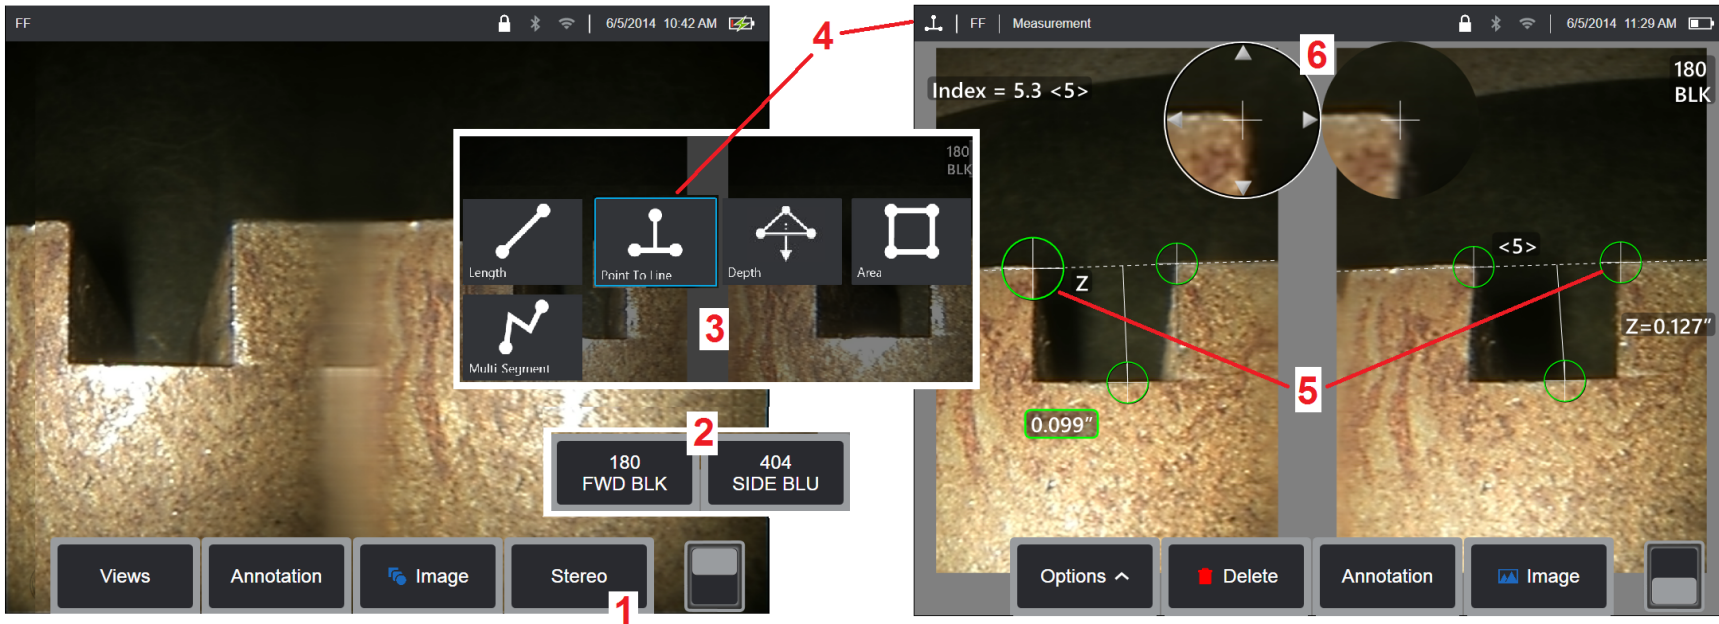 FF
6/5/2014 10:42 AM
4
FF
Measurement
6/5/2014 11:29 AM
6
Index = 5.3 <5>
180
BLK
180
BLK
Length
Point To Line
Depth
Area
Multi Segment
3
Z
<5>
Z=0.127"
5
0.099"
2
180
FWD BLK
404
SIDE BLU
Views
Annotation
Image
Stereo
1
Options
Delete
Annotation
Image